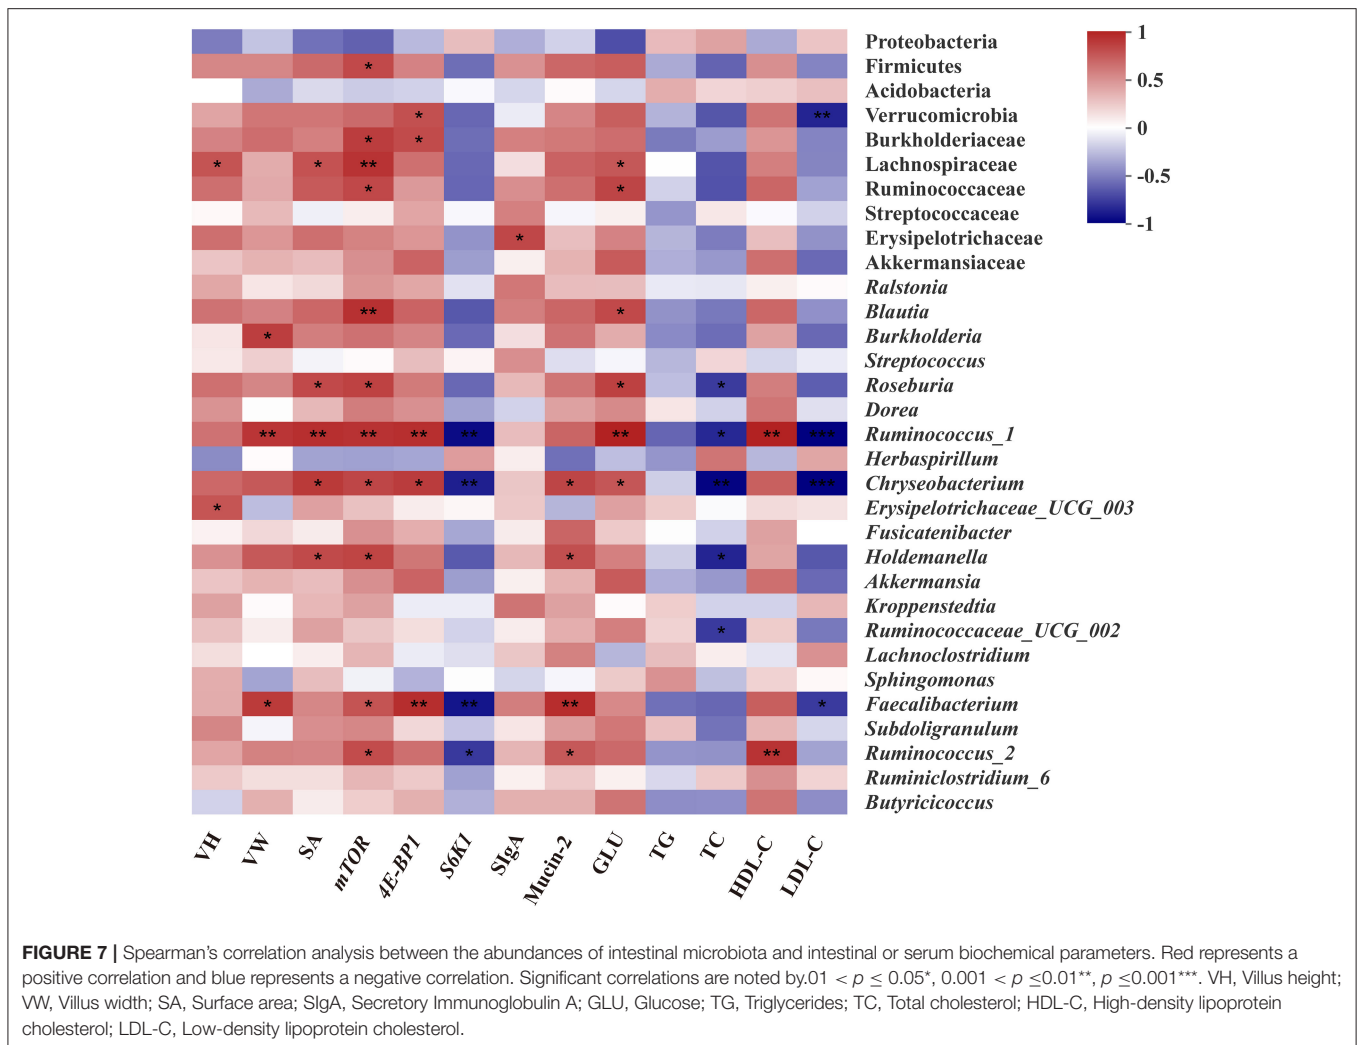 Proteobacteria
* Firmicutes
Acidobacteria
* ** Verrucomicrobia
* * Burkholderiaceae
* * ** * Lachnospiraceae
* * Ruminococcaceae
Streptococcaceae
* Erysipelotrichaceae
Akkermansiaceae
Ralstonia
** * Blautia
* Burkholderia
Streptococcus
* * * * Roseburia
Dorea
** ** ** ** ** ** * ** *** Ruminococcus_1
Herbaspirillum
* * * ** * * ** *** Chryseobacterium
* Erysipelotrichaceae_UCG_003
Fusicatenibacter
* * * * Holdemanella
Akkermansia
Kroppenstedtia
* Ruminococcaceae_UCG_002
Lachnoclostridium
Sphingomonas
* * ** ** ** * Faecalibacterium
Subdoligranulum
* * * ** Ruminococcus_2
Ruminiclostridium_6
Butyricicoccus
1
0.5
0
-0.5
-1
VH VW SA mTOR 4E-BP1 S6K1 SIgA Mucin-2 GLU TG TC HDL-C LDL-C
FIGURE 7 | Spearman's correlation analysis between the abundances of intestinal microbiota and intestinal or serum biochemical parameters. Red represents a
positive correlation and blue represents a negative correlation. Significant correlations are noted by.01 < p ≤ 0.05*, 0.001 < p ≤0.01**, p ≤0.001***. VH, Villus height;
VW, Villus width; SA, Surface area; SIgA, Secretory Immunoglobulin A; GLU, Glucose; TG, Triglycerides; TC, Total cholesterol; HDL-C, High-density lipoprotein
cholesterol; LDL-C, Low-density lipoprotein cholesterol.